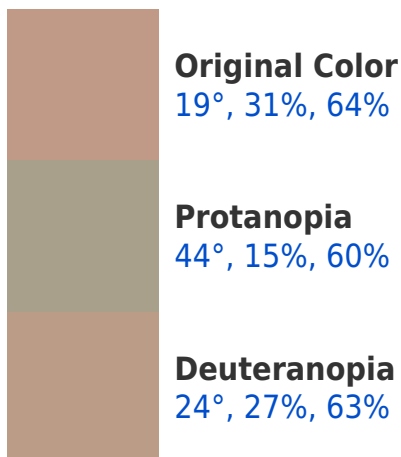 Original Color
19°, 31%, 64%
Protanopia
44°, 15%, 60%
Deuteranopia
24°, 27%, 63%